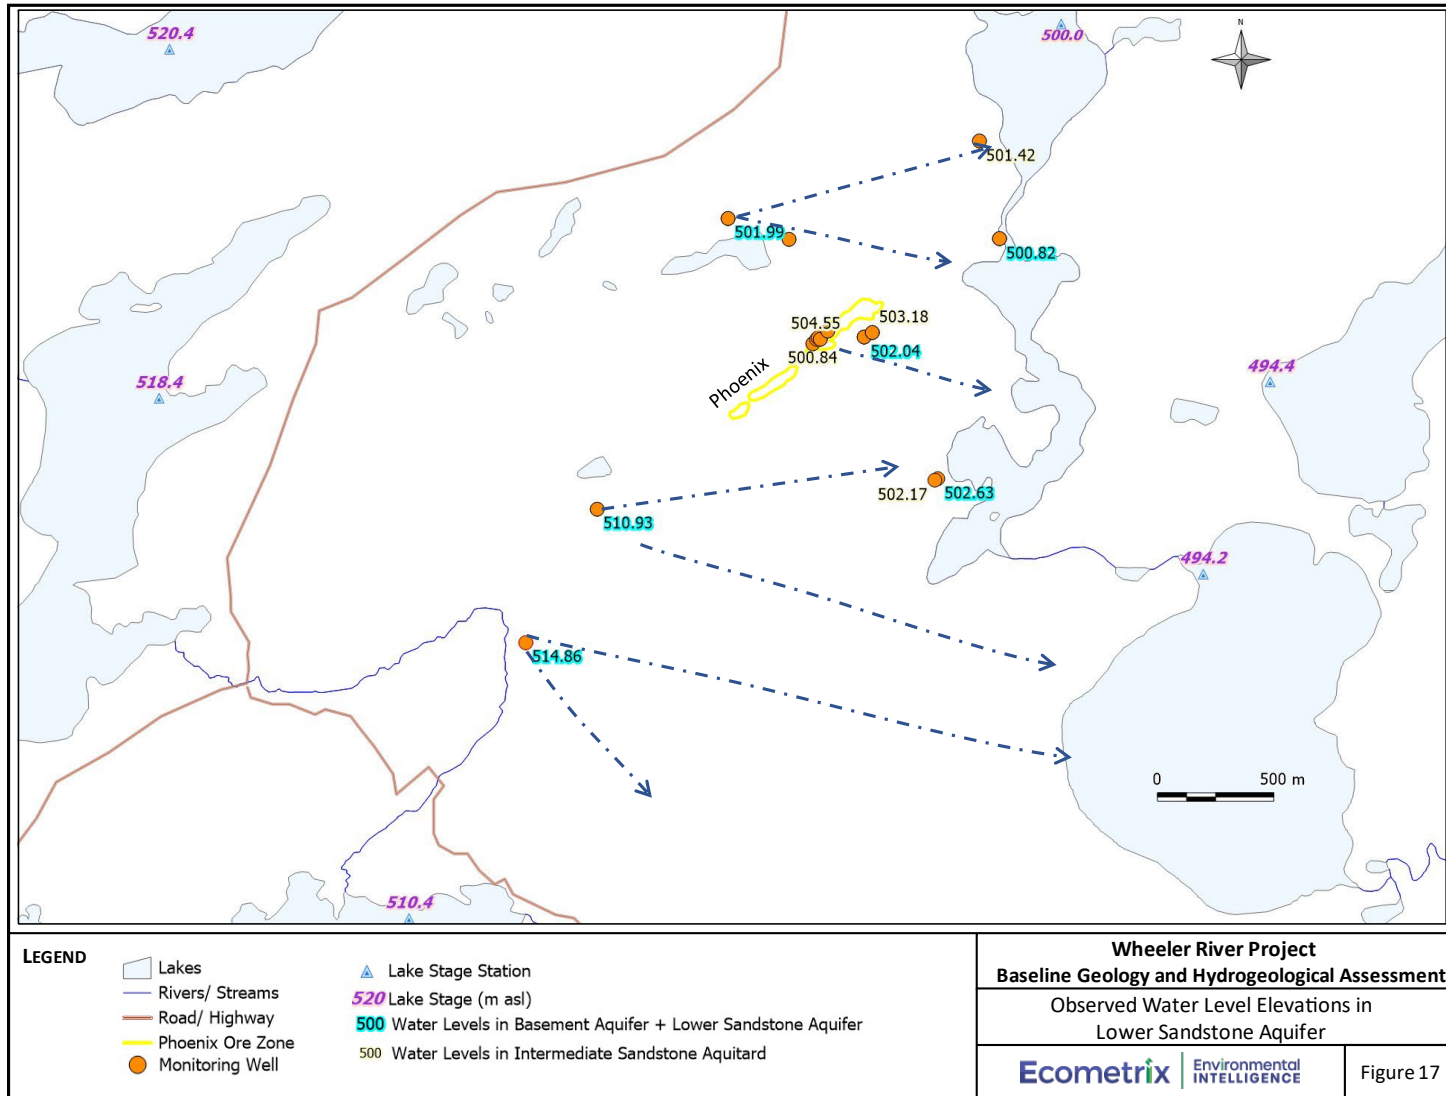 520.4
500.0
N
501.42
501.99
500.82
504.55
503.18
500.84
502.04
Phoenix
518.4
494.4
502.17
502.63
510.93
494.2
514.86
0 500 m
510.4
LEGEND
Lakes
Rivers/ Streams
Road/ Highway
Phoenix Ore Zone
Monitoring Well
Lake Stage Station
520 Lake Stage (m asl)
500 Water Levels in Basement Aquifer + Lower Sandstone Aquifer
500 Water Levels in Intermediate Sandstone Aquitard
Wheeler River Project
Baseline Geology and Hydrogeological Assessment
Observed Water Level Elevations in
Lower Sandstone Aquifer
Ecometrix
Environmental
INTELLIGENCE
Figure 17